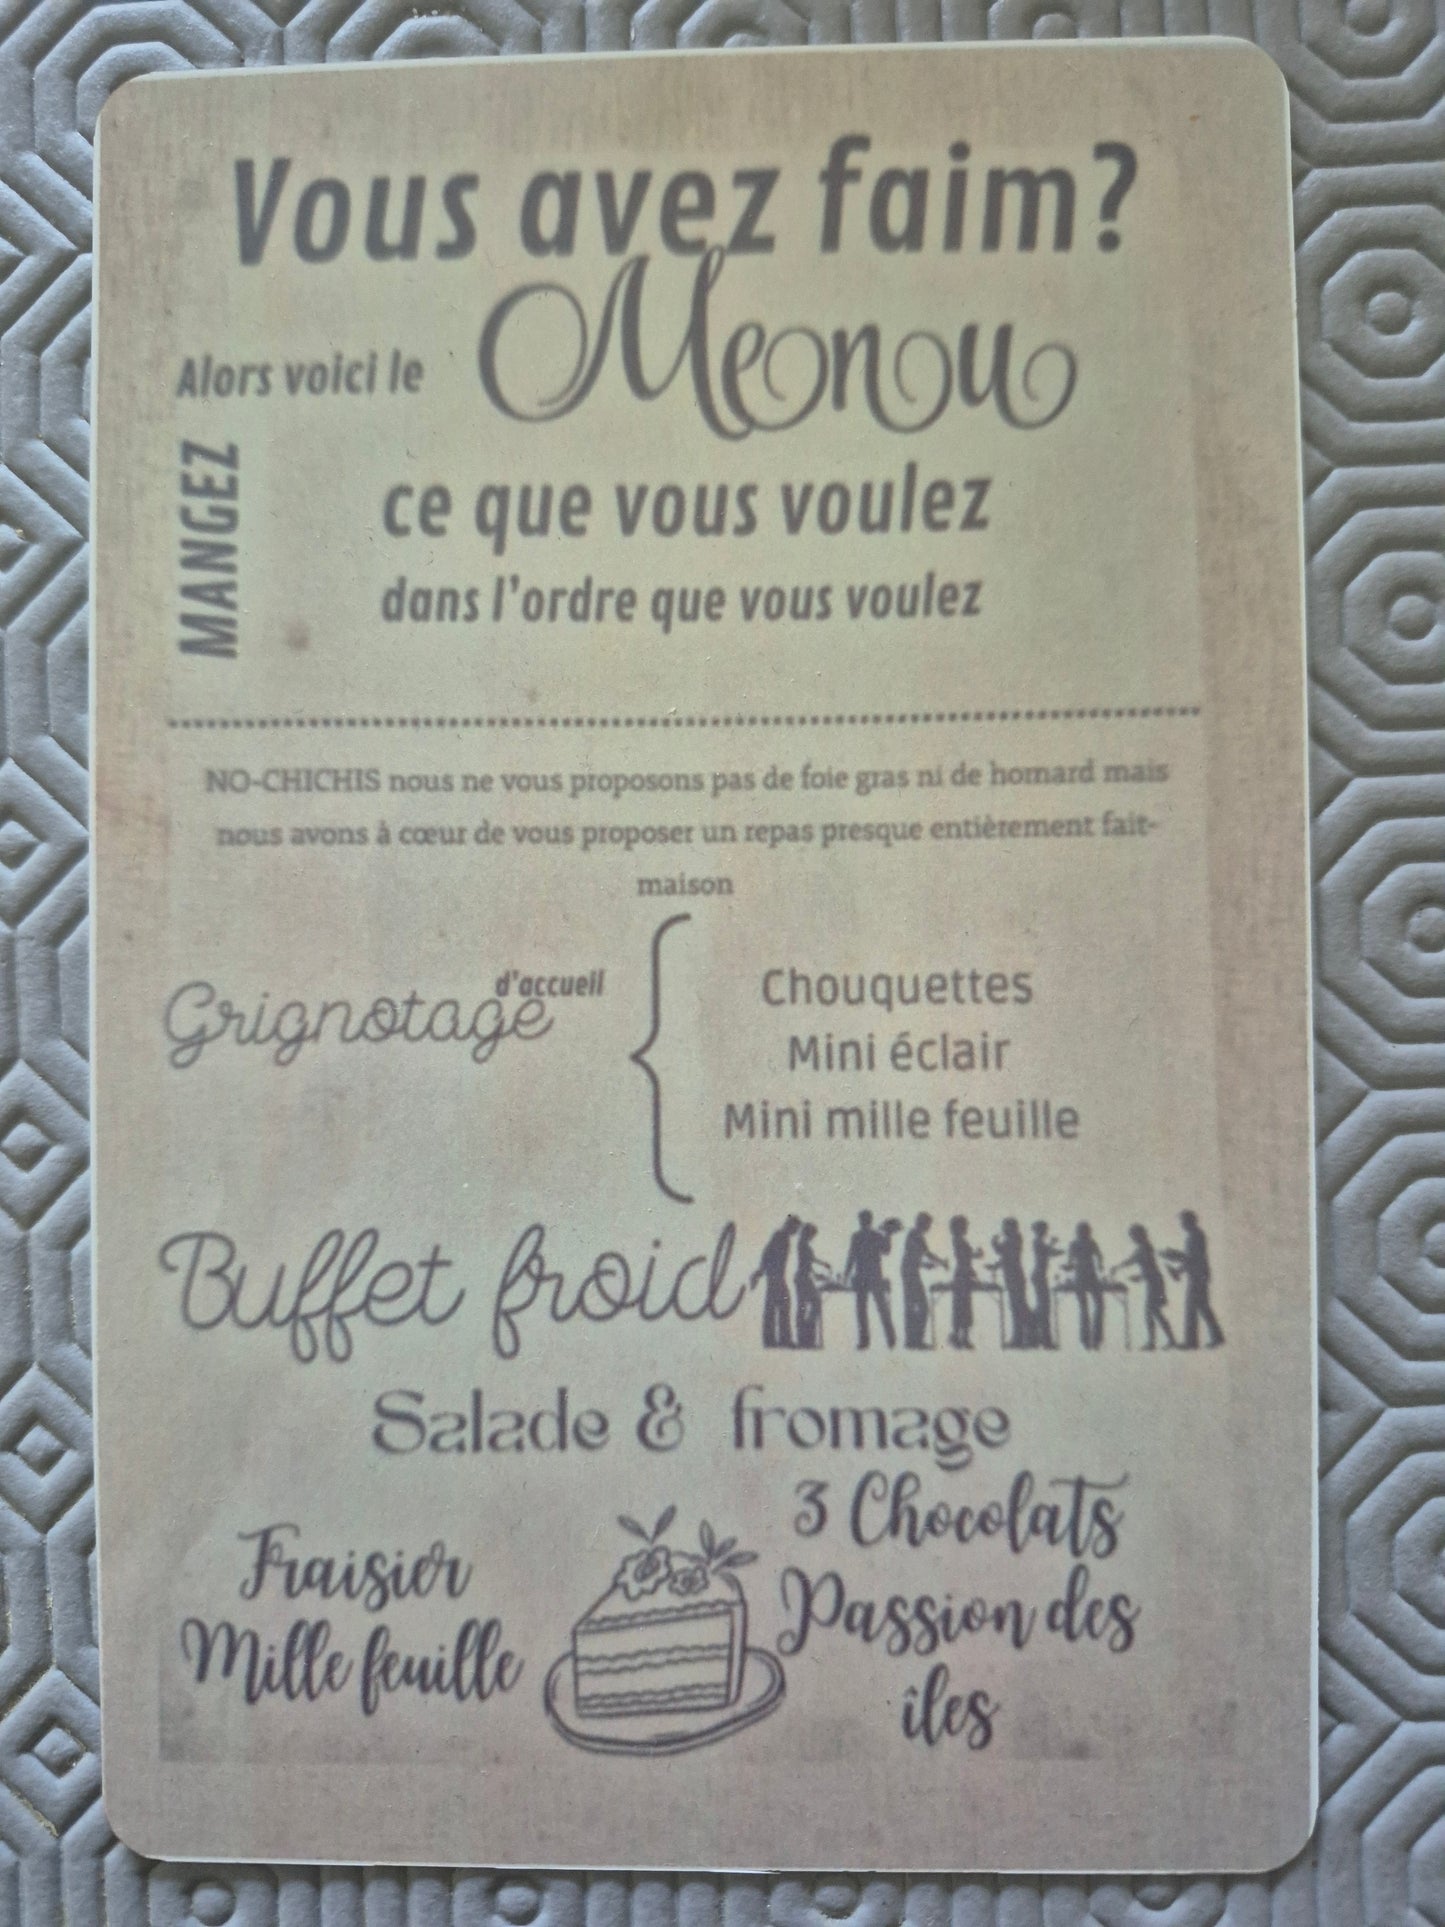 Vous avez faim?
Alors voici le Menu
MANGEZ
ce que vous voulez
dans l'ordre que vous voulez
NO-CHICHIS nous ne vous proposons pas de foie gras ni de homard mais
nous avons à cœur de vous proposer un repas presque entièrement fait-
maison
Grignotage d'accueil
Chouquettes
Mini éclair
Mini mille feuille
Buffet froid
Salade & fromage
Fraisier
Mille feuille
3 Chocolats
Passion des
îles